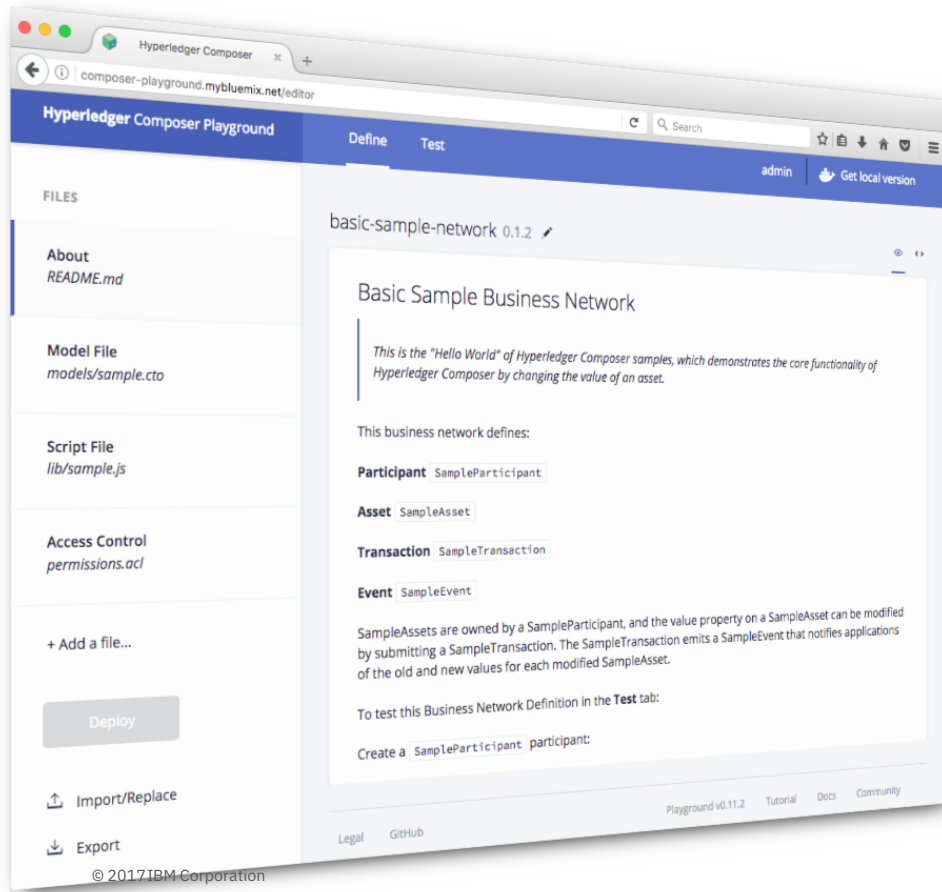 Hyperledger Composer
composer-playground.mybluemix.net/editor
Search
Hyperledger Composer Playground
Define
Test
admin
Get local version
FILES
About
README.md
Model File
models/sample.cto
Script File
lib/sample.js
Access Control
permissions.acl
+ Add a file...
Deploy
Import/Replace
Export
basic-sample-network 0.1.2
Basic Sample Business Network
This is the "Hello World" of Hyperledger Composer samples, which demonstrates the core functionality of
Hyperledger Composer by changing the value of an asset.
This business network defines:
Participant SampleParticipant
Asset SampleAsset
Transaction SampleTransaction
Event SampleEvent
SampleAssets are owned by a SampleParticipant, and the value property on a SampleAsset can be modified
by submitting a SampleTransaction. The SampleTransaction emits a SampleEvent that notifies applications
of the old and new values for each modified SampleAsset.
To test this Business Network Definition in the Test tab:
Create a SampleParticipant participant:
Legal
GitHub
Playground v0.11.2
Tutorial
Docs
Community
© 2017 IBM Corporation